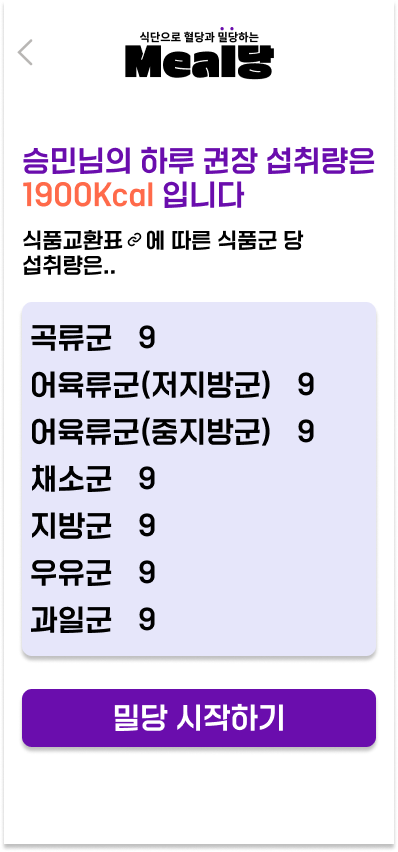 식단으로 혈당과 밀당하는
Meal당
승민님의 하루 권장 섭취량은
1900Kcal 입니다
식품교환표 에 따른 식품군 당
섭취량은..
곡류군 9
어육류군(저지방군) 9
어육류군(중지방군) 9
채소군 9
지방군 9
우유군 9
과일군 9
밀당 시작하기